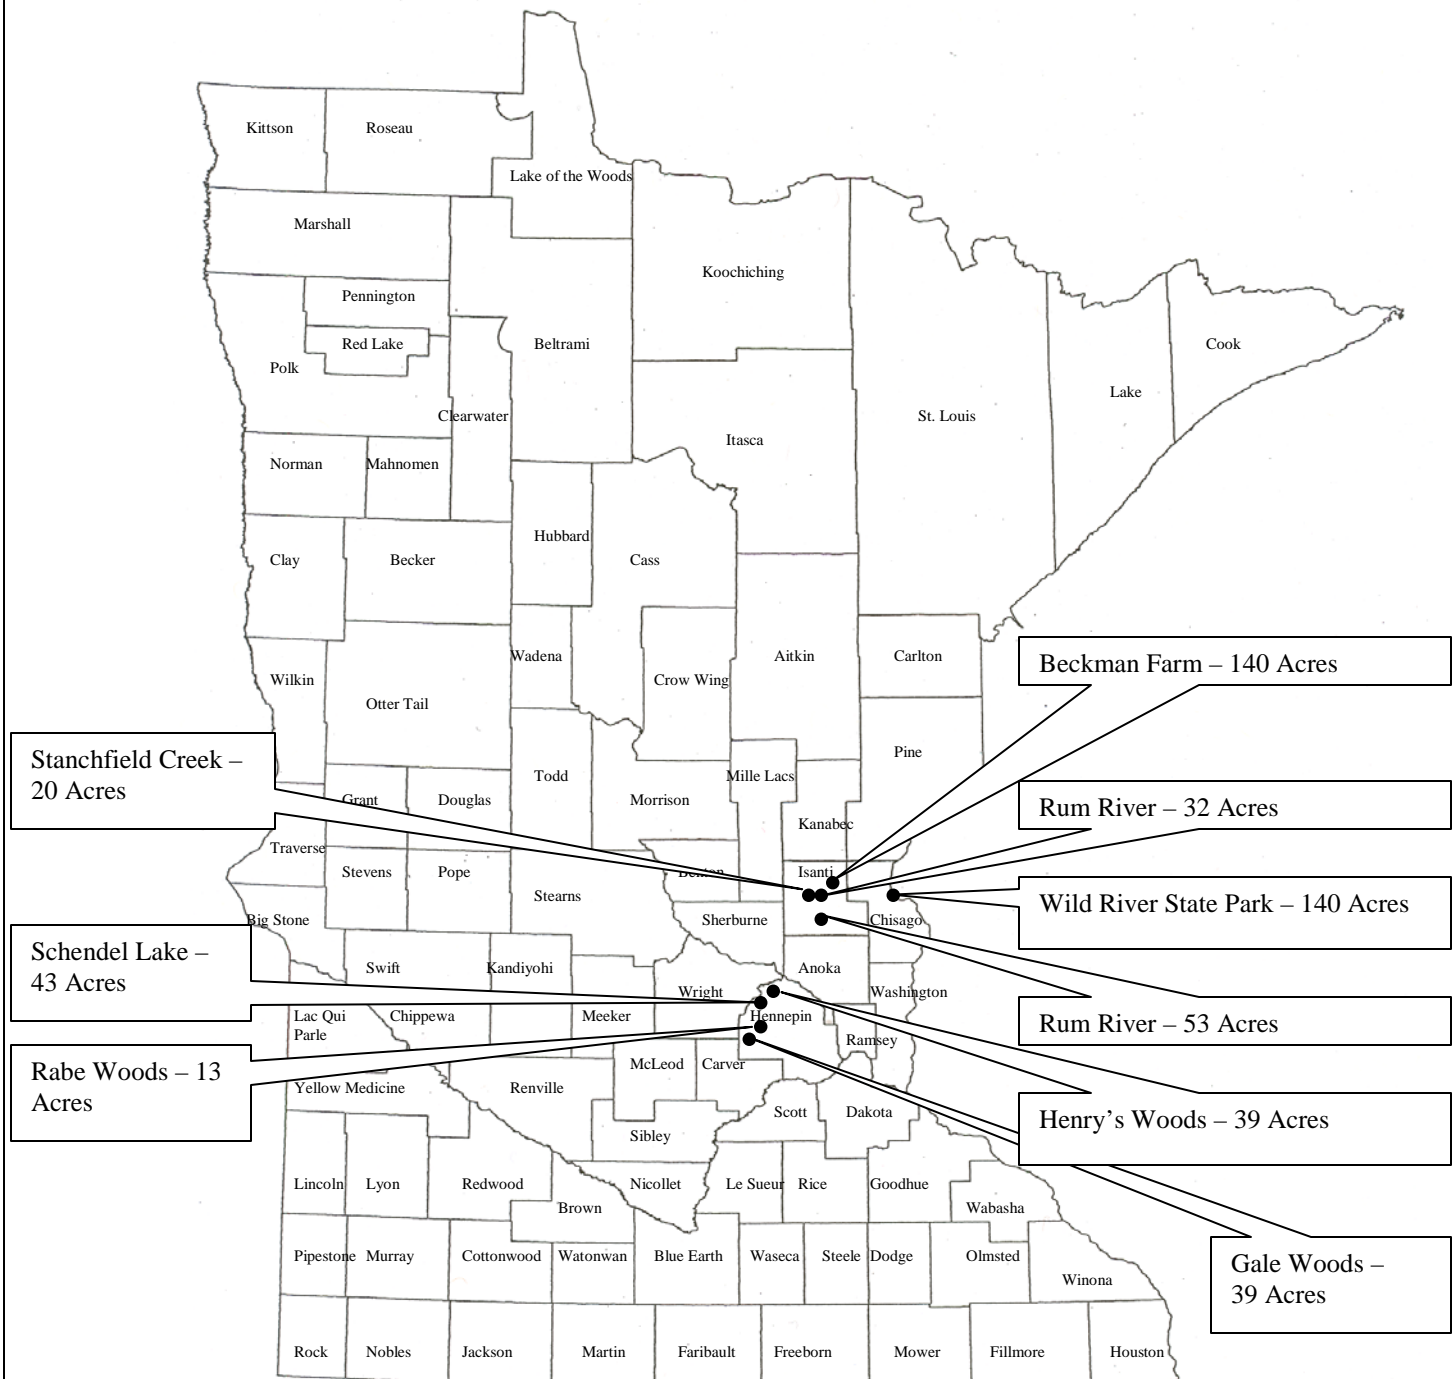 Kittson
Roseau
Lake of the Woods
Marshall
Koochiching
Pennington
Red Lake
Beltrami
Cook
Polk
Lake
Clearwater
St. Louis
Itasca
Norman
Mahnomen
Hubbard
Clay
Becker
Cass
Wadena
Aitkin
Carlton
Beckman Farm – 140 Acres
Wilkin
Crow Wing
Otter Tail
Pine
Stanchfield Creek –
20 Acres
Todd
Mille Lacs
Grant
Douglas
Morrison
Rum River – 32 Acres
Kanabec
Traverse
Stevens
Pope
Benton
Isanti
Stearns
Wild River State Park – 140 Acres
Big Stone
Sherburne
Chisago
Schendel Lake –
43 Acres
Swift
Kandiyohi
Anoka
Wright
Washington
Lac Qui
Parle
Chippewa
Meeker
Hennepin
Rum River – 53 Acres
Ramsey
Rabe Woods – 13
Acres
McLeod
Carver
Yellow Medicine
Renville
Scott
Dakota
Henry’s Woods – 39 Acres
Sibley
Lincoln
Lyon
Redwood
Nicollet
Le Sueur
Rice
Goodhue
Brown
Wabasha
Pipestone
Murray
Cottonwood
Watonwan
Blue Earth
Waseca
Steele
Dodge
Olmsted
Winona
Gale Woods –
39 Acres
Rock
Nobles
Jackson
Martin
Faribault
Freeborn
Mower
Fillmore
Houston